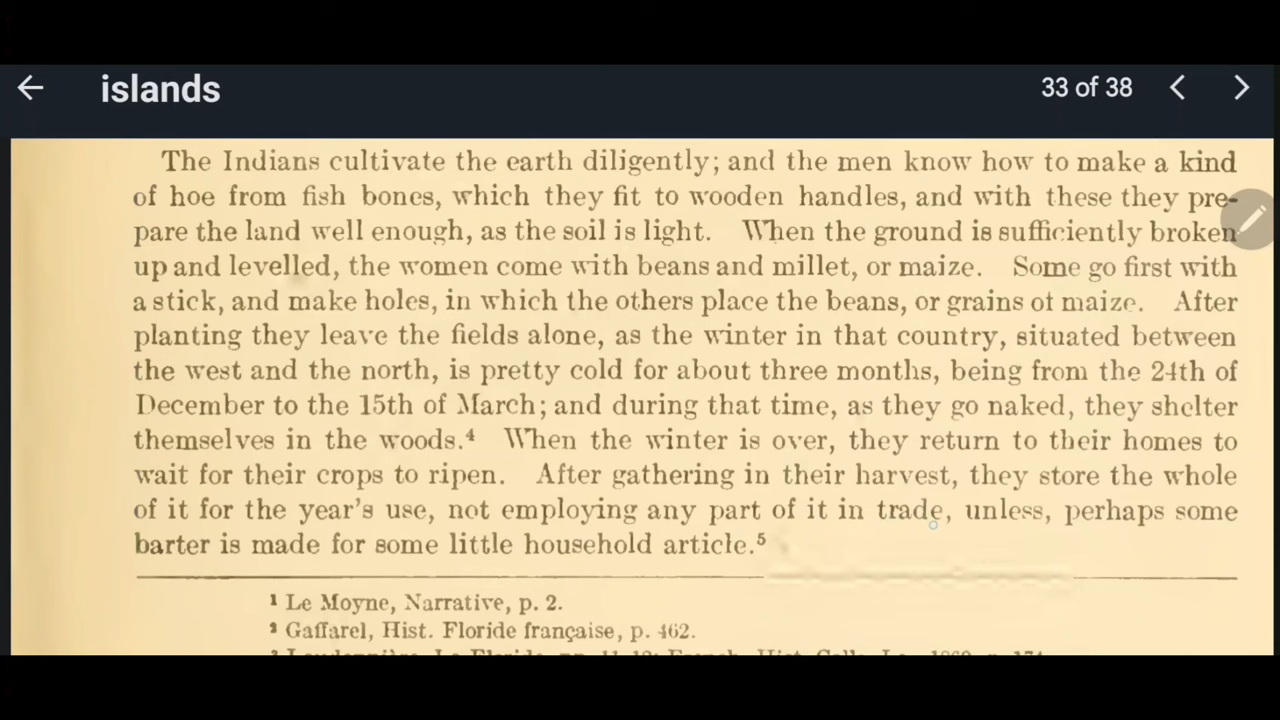 islands
33 of 38
The Indians cultivate the earth diligently; and the men know how to make a kind
of hoe from fish bones, which they fit to wooden handles, and with these they pre-
pare the land well enough, as the soil is light. When the ground is sufficiently broken
up and levelled, the women come with beans and millet, or maize. Some go first with
a stick, and make holes, in which the others place the beans, or grains of maize. After
planting they leave the fields alone, as the winter in that country, situated between
the west and the north, is pretty cold for about three months, being from the 24th of
December to the 15th of March; and during that time, as they go naked, they shelter
themselves in the woods.⁴ When the winter is over, they return to their homes to
wait for their crops to ripen. After gathering in their harvest, they store the whole
of it for the year's use, not employing any part of it in trade, unless, perhaps some
barter is made for some little household article.⁵
¹ Le Moyne, Narrative, p. 2.
² Gaffarel, Hist. Floride française, p. 462.